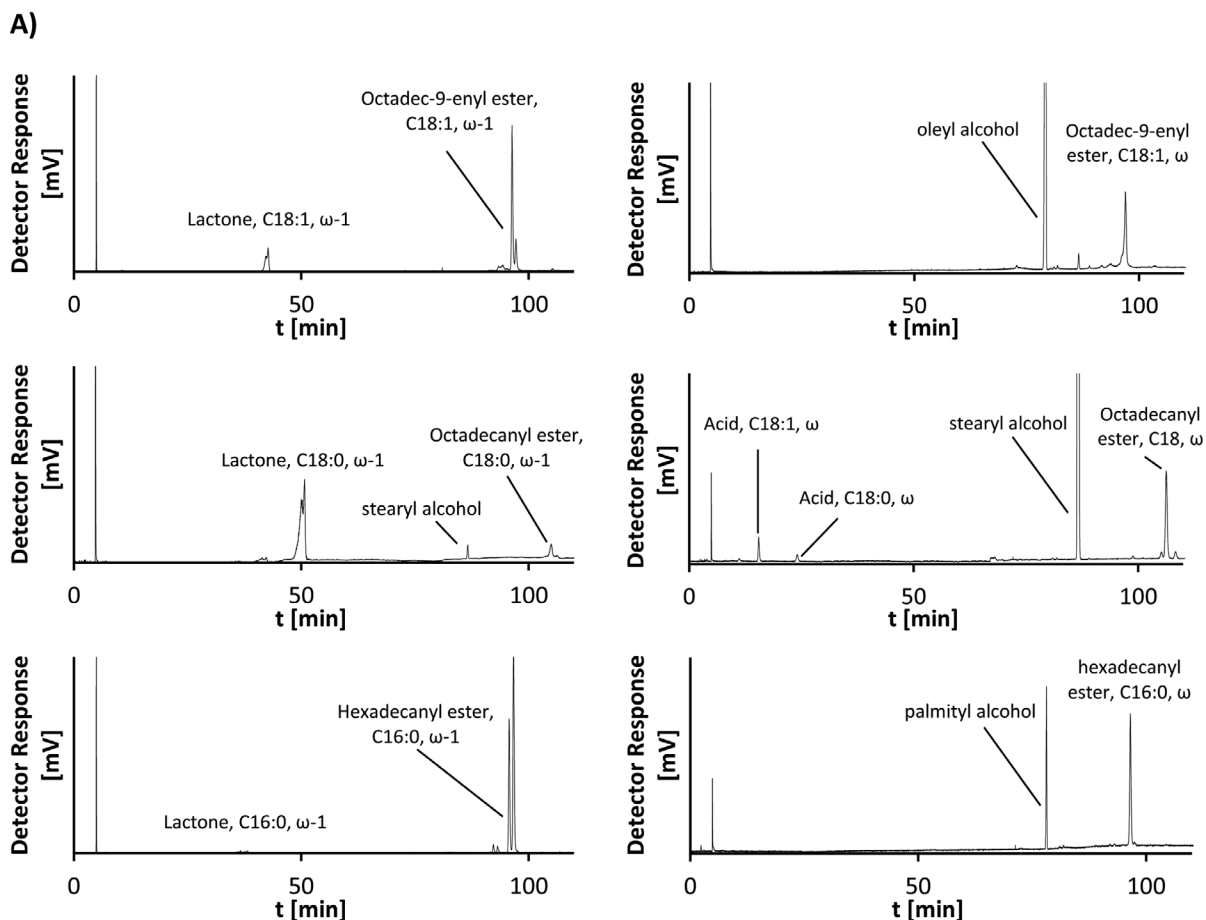 A)
Detector Response
[mV]
Octadec-9-enyl ester,
C18:1, ω-1
Lactone, C18:1, ω-1
0
50
100
t [min]
Detector Response
[mV]
oleyl alcohol
Octadec-9-enyl
ester, C18:1, ω
0
50
100
t [min]
Detector Response
[mV]
Octadecanyl ester,
C18:0, ω-1
Lactone, C18:0, ω-1
stearyl alcohol
0
50
100
t [min]
Detector Response
[mV]
Acid, C18:1, ω
Acid, C18:0, ω
stearyl alcohol
Octadecanyl
ester, C18, ω
0
50
100
t [min]
Detector Response
[mV]
Hexadecanyl ester,
C16:0, ω-1
Lactone, C16:0, ω-1
0
50
100
t [min]
Detector Response
[mV]
palmityl alcohol
hexadecanyl
ester, C16:0, ω
0
50
100
t [min]